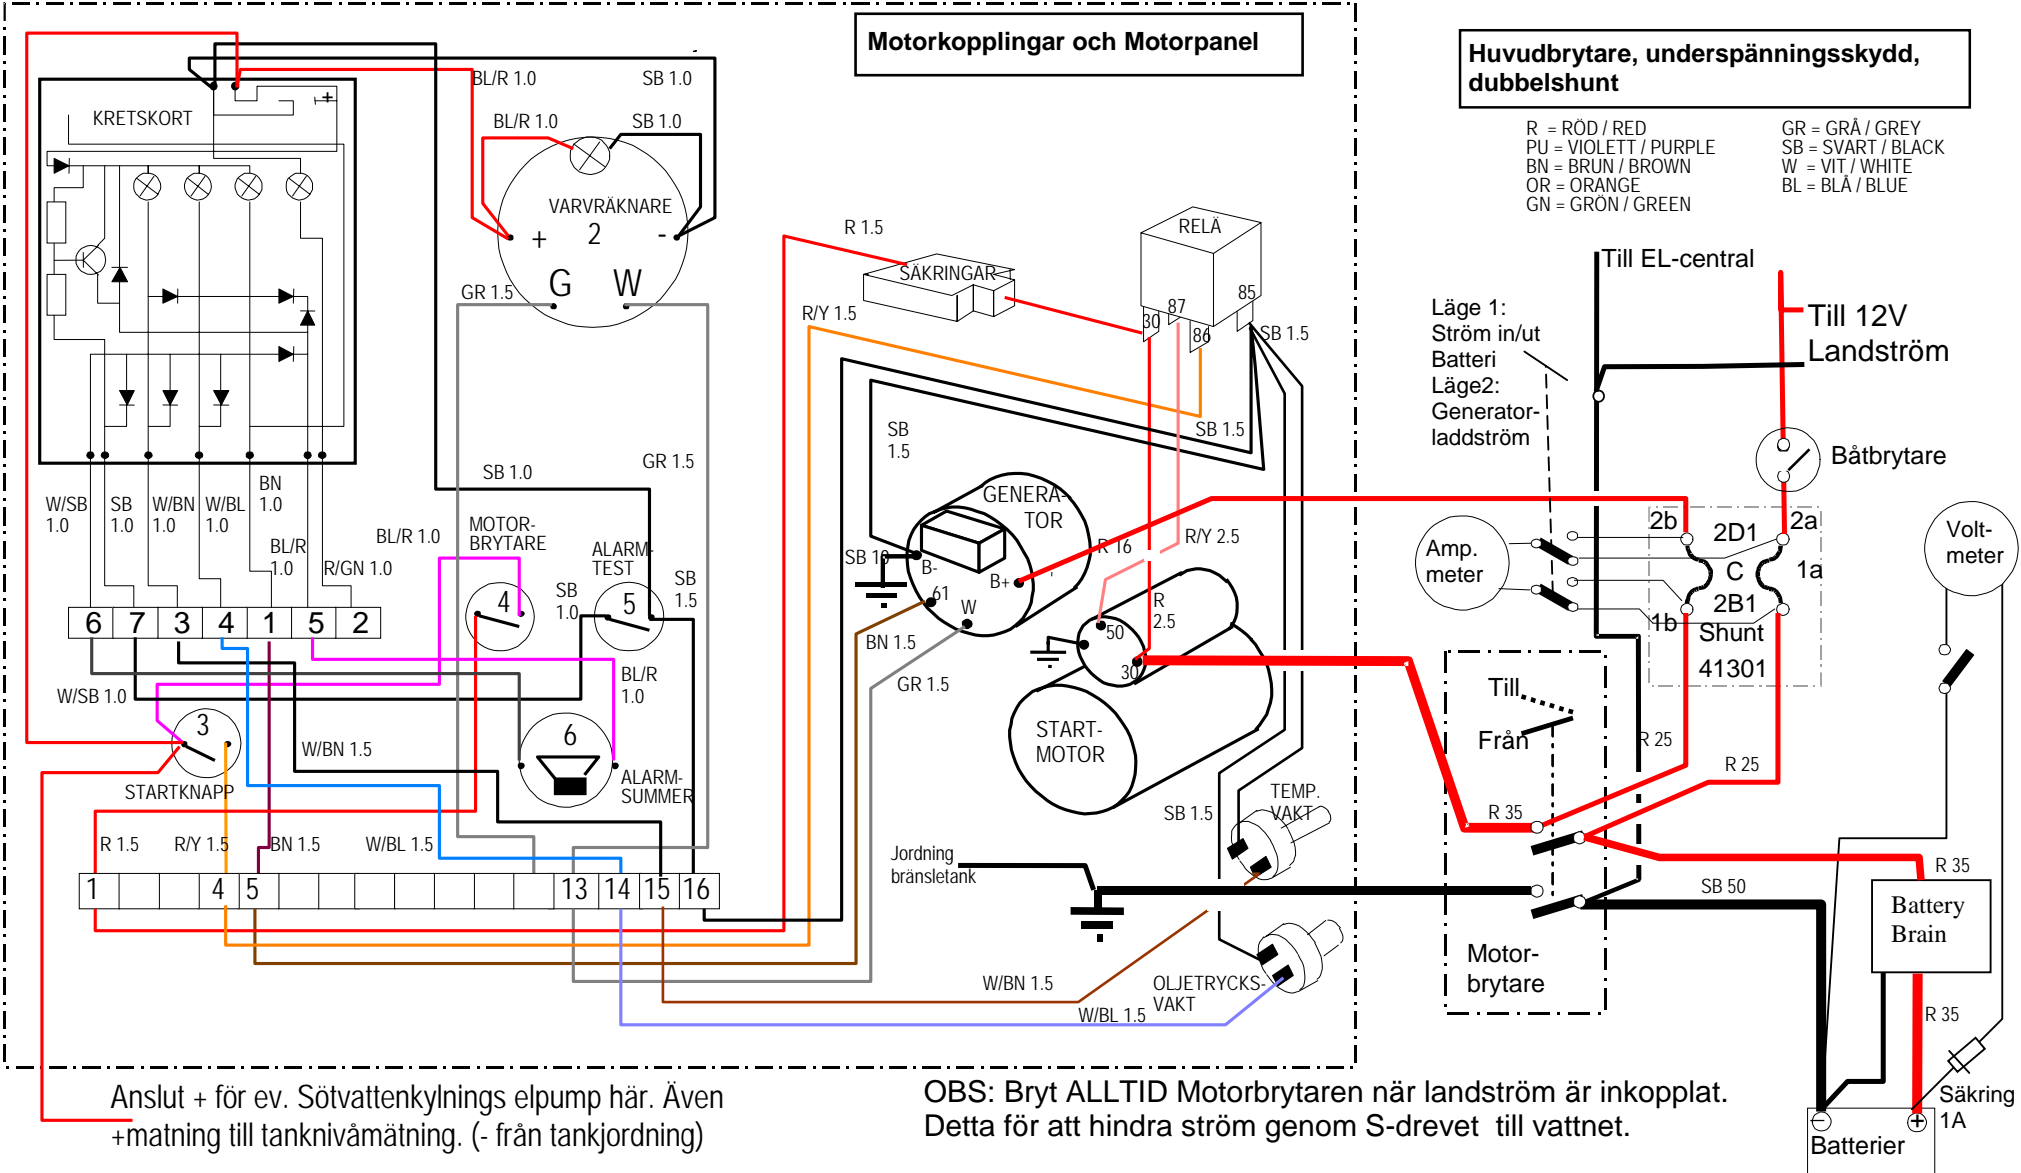 Motorkopplingar och Motorpanel
Huvudbrytare, underspänningsskydd,
dubbelshunt
R = RÖD / RED
PU = VIOLETT / PURPLE
BN = BRUN / BROWN
OR = ORANGE
GN = GRÖN / GREEN
GR = GRÅ / GREY
SB = SVART / BLACK
W = VIT / WHITE
BL = BLÅ / BLUE
KRETSKORT
+
BL/R 1.0
SB 1.0
BL/R 1.0
SB 1.0
VARVRÄKNARE
+ 2 -
G W
GR 1.5
R 1.5
SÄKRINGAR
RELÄ
30
87
86
85
R/Y 1.5
SB 1.5
SB 1.5
SB
1.5
GR 1.5
SB 1.0
W/SB
1.0
SB
1.0
W/BN
1.0
W/BL
1.0
BN
1.0
BL/R
1.0
R/GN 1.0
BL/R 1.0
MOTOR-
BRYTARE
4
ALARM-
TEST
5
SB
1.0
SB
1.5
6 7 3 4 1 5 2
W/SB 1.0
STARTKNAPP
3
W/BN 1.5
6
ALARM-
SUMMER
BL/R
1.0
R 1.5
R/Y 1.5
BN 1.5
W/BL 1.5
1 4 5 13 14 15 16
GENERA-
TOR
SB 10
B-
B+
61
W
R 16
R/Y 2.5
R
2.5
BN 1.5
GR 1.5
50
30
START-
MOTOR
SB 1.5
TEMP.
VAKT
Jordning
bränsletank
W/BN 1.5
W/BL 1.5
OLJETRYCKS-
VAKT
Till EL-central
Till 12V
Landström
Läge 1:
Ström in/ut
Batteri
Läge2:
Generator-
laddström
Båtbrytare
Amp.
meter
2b 2D1 2a
C 1a
2B1
1b Shunt
41301
Volt-
meter
Till
Från
R 25
R 25
R 35
R 35
SB 50
Motor-
brytare
Battery
Brain
R 35
Säkring
1A
- +
Batterier
Anslut + för ev. Sötvattenkylnings elpump här. Även
+matning till tanknivåmätning. (- från tankjordning)
OBS: Bryt ALLTID Motorbrytaren när landström är inkopplat.
Detta för att hindra ström genom S-drevet till vattnet.